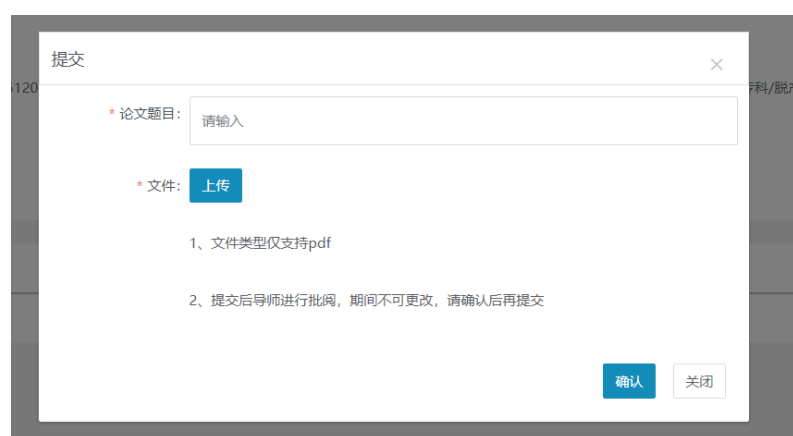 提交
* 论文题目: 请输入
* 文件: 上传
1、文件类型仅支持pdf
2、提交后导师进行批阅，期间不可更改，请确认后再提交
确认 关闭